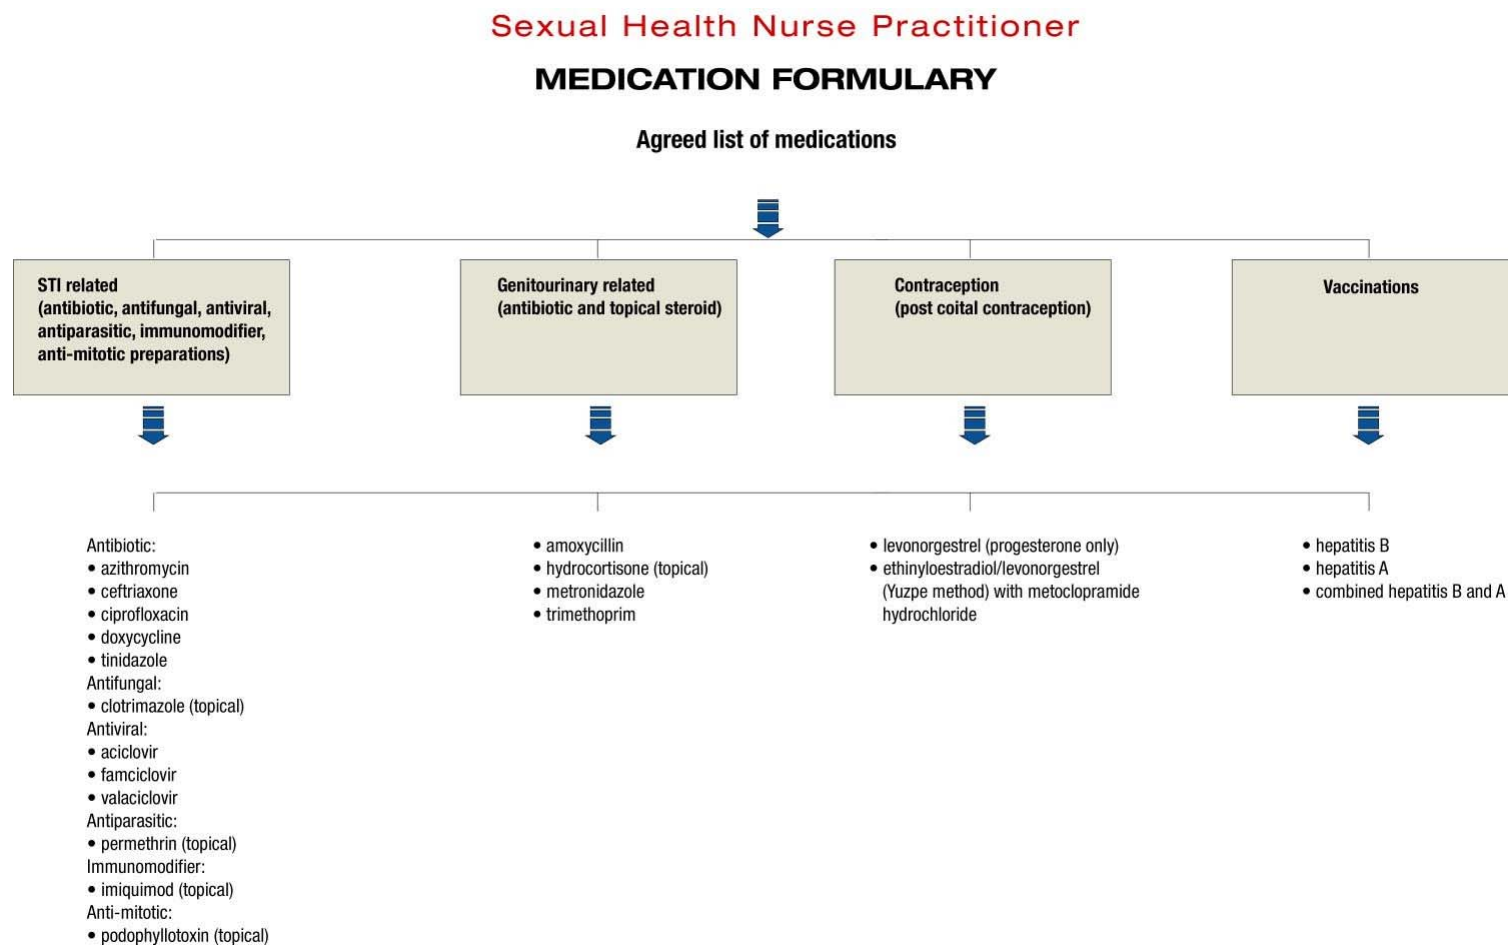 Sexual Health Nurse Practitioner
MEDICATION FORMULARY
Agreed list of medications
STI related
(antibiotic, antifungal, antiviral,
antiparasitic, immunomodifier,
anti-mitotic preparations)
Genitourinary related
(antibiotic and topical steroid)
Contraception
(post coital contraception)
Vaccinations
Antibiotic:
• azithromycin
• ceftriaxone
• ciprofloxacin
• doxycycline
• tinidazole
Antifungal:
• clotrimazole (topical)
Antiviral:
• aciclovir
• famciclovir
• valaciclovir
Antiparasitic:
• permethrin (topical)
Immunomodifier:
• imiquimod (topical)
Anti-mitotic:
• podophyllotoxin (topical)
• amoxycillin
• hydrocortisone (topical)
• metronidazole
• trimethoprim
• levonorgestrel (progesterone only)
• ethinyloestradiol/levonorgestrel
(Yuzpe method) with metoclopramide
hydrochloride
• hepatitis B
• hepatitis A
• combined hepatitis B and A